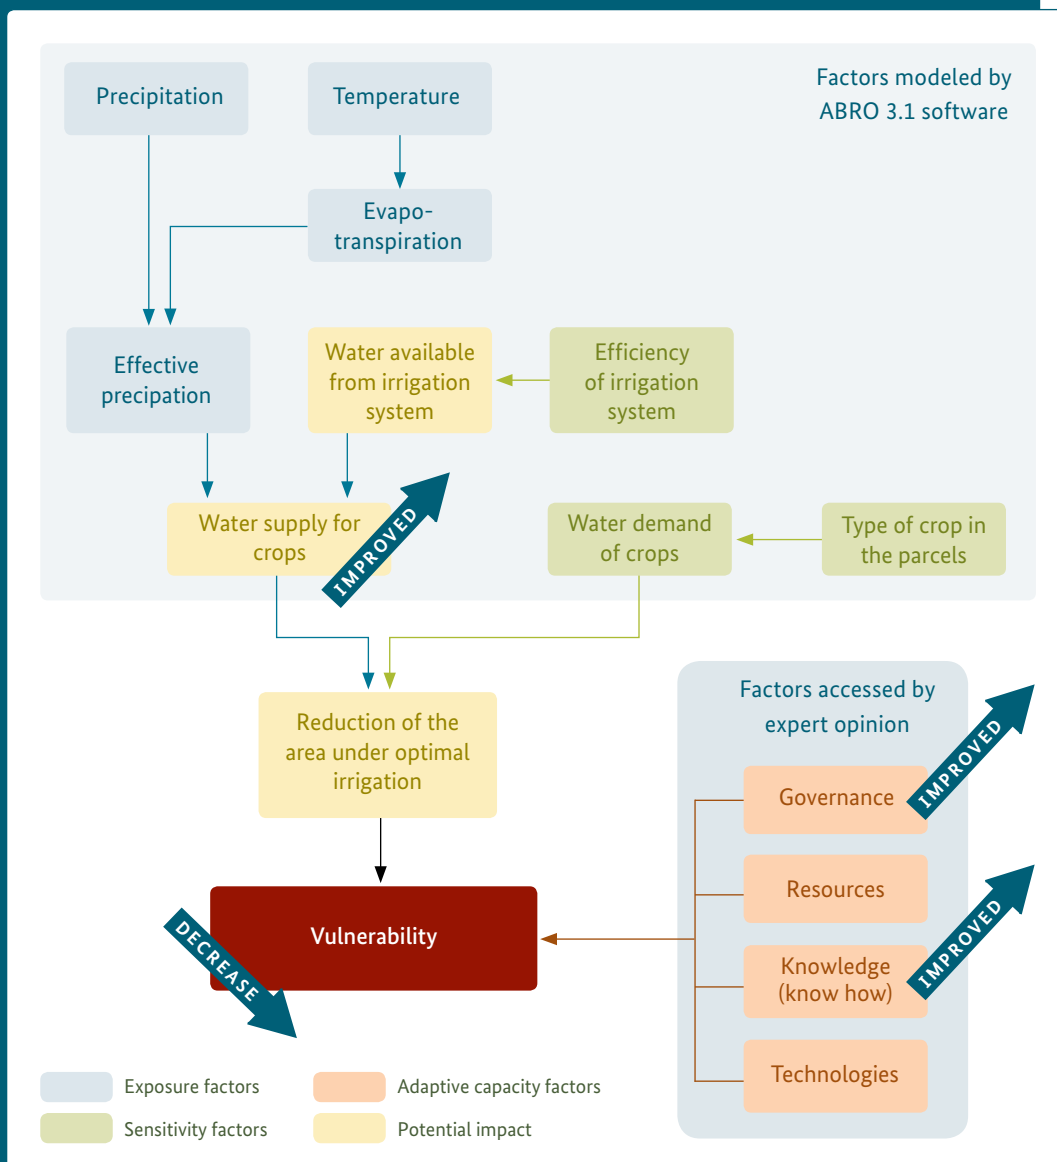 Factors modeled by
ABRO 3.1 software
Precipitation
Temperature
Evapo-
transpiration
Effective
precipation
Water available
from irrigation
system
Efficiency
of irrigation
system
Water supply for
crops
IMPROVED
Water demand
of crops
Type of crop in
the parcels
Reduction of the
area under optimal
irrigation
Factors accessed by
expert opinion
Governance
IMPROVED
Resources
Knowledge
(know how)
IMPROVED
Technologies
Vulnerability
DECREASE
Exposure factors
Adaptive capacity factors
Sensitivity factors
Potential impact